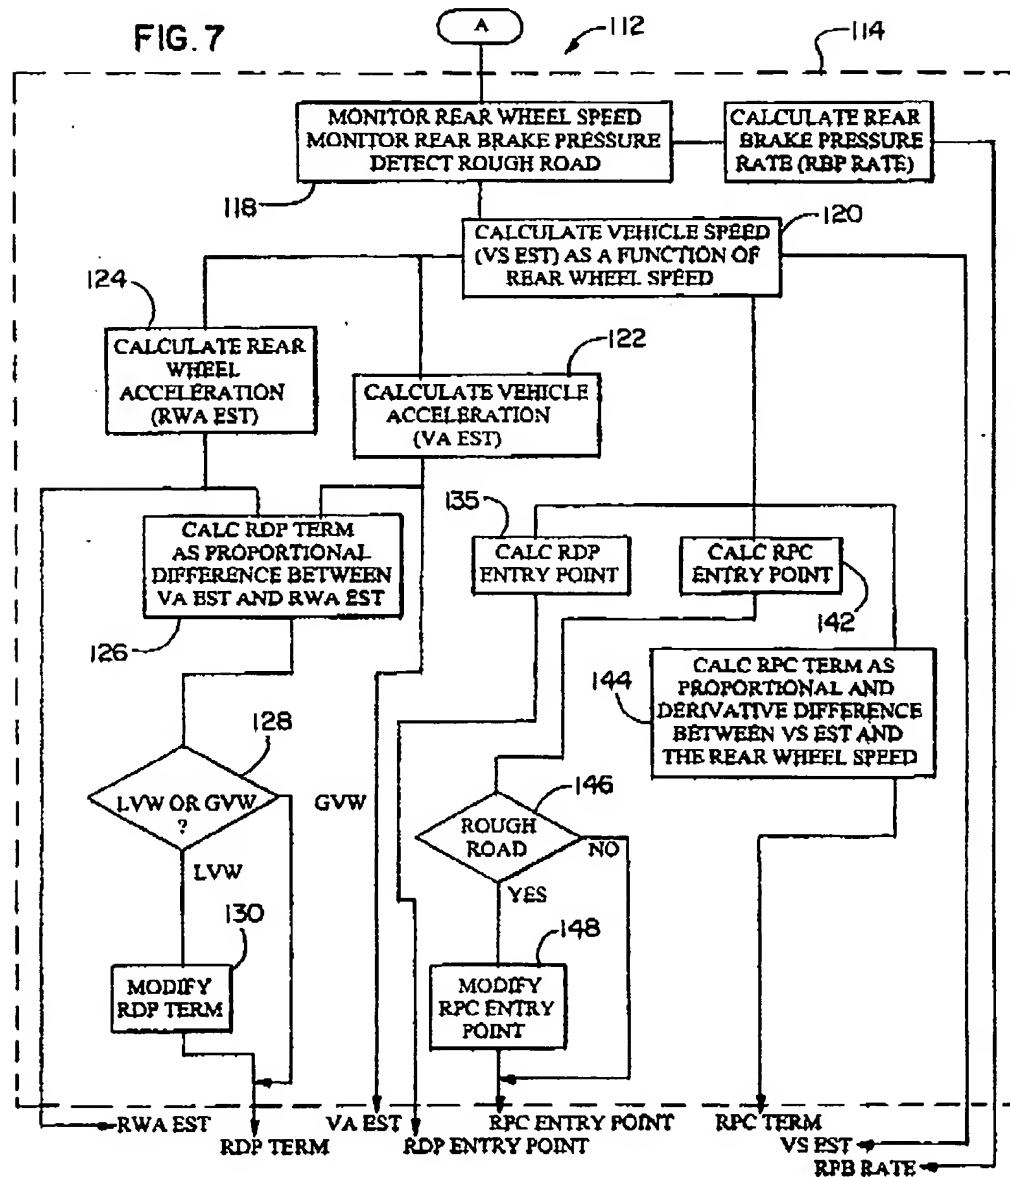 FIG. 7
A
112
114
MONITOR REAR WHEEL SPEED
MONITOR REAR BRAKE PRESSURE
DETECT ROUGH ROAD
CALCULATE REAR
BRAKE PRESSURE
RATE (RBP RATE)
118
120
CALCULATE VEHICLE SPEED
(VS EST) AS A FUNCTION OF
REAR WHEEL SPEED
124
CALCULATE REAR
WHEEL
ACCELERATION
(RWA EST)
122
CALCULATE VEHICLE
ACCELERATION
(VA EST)
135
CALC RDP TERM
AS PROPORTIONAL
DIFFERENCE BETWEEN
VA EST AND RWA EST
CALC RDP
ENTRY POINT
CALC RPC
ENTRY POINT
126
142
144
CALC RPC TERM AS
PROPORTIONAL AND
DERIVATIVE DIFFERENCE
BETWEEN VS EST AND
THE REAR WHEEL SPEED
128
LVW OR GVW
?
GVW
LVW
146
ROUGH
ROAD
NO
YES
130
MODIFY
RDP TERM
148
MODIFY
RPC ENTRY
POINT
RWA EST
RDP TERM
VA EST
RDP ENTRY POINT
RPC ENTRY POINT
RPC TERM
VS EST
RPB RATE